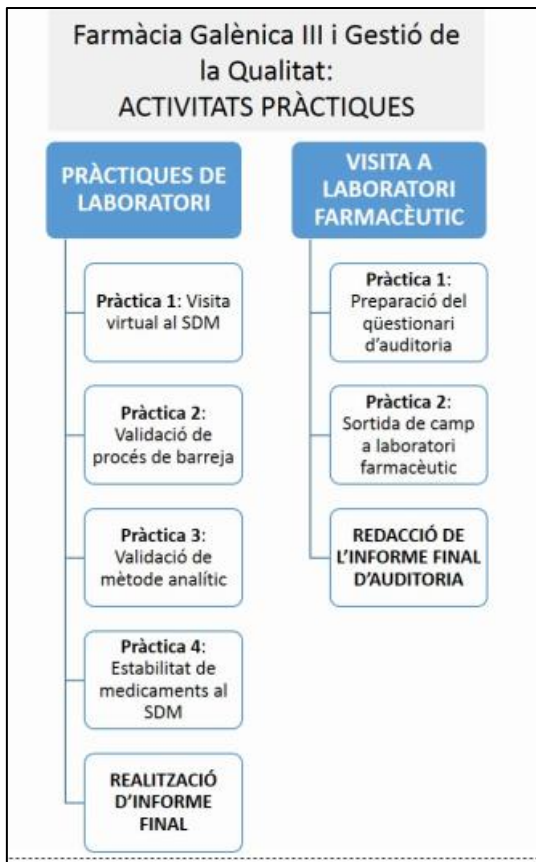 Farmàcia Galènica III i Gestió de
la Qualitat:
ACTIVITATS PRÀCTIQUES
PRÀCTIQUES DE
LABORATORI
Pràctica 1: Visita
virtual al SDM
Pràctica 2:
Validació de
procés de barreja
Pràctica 3:
Validació de
mètode analític
Pràctica 4:
Estabilitat de
medicaments al
SDM
REALITZACIÓ
D’INFORME
FINAL
VISITA A
LABORATORI
FARMACÈUTIC
Pràctica 1:
Preparació del
qüestionari
d’auditoria
Pràctica 2:
Sortida de camp
a laboratori
farmacèutic
REDACCIÓ DE
L’INFORME FINAL
D’AUDITORIA